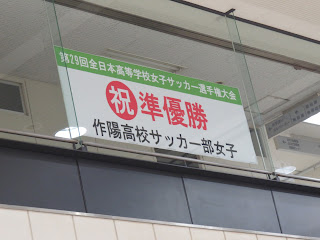 第29回全日本高等学校女子サッカー選手権大会
祝 準優勝
作陽高校サッカー部女子